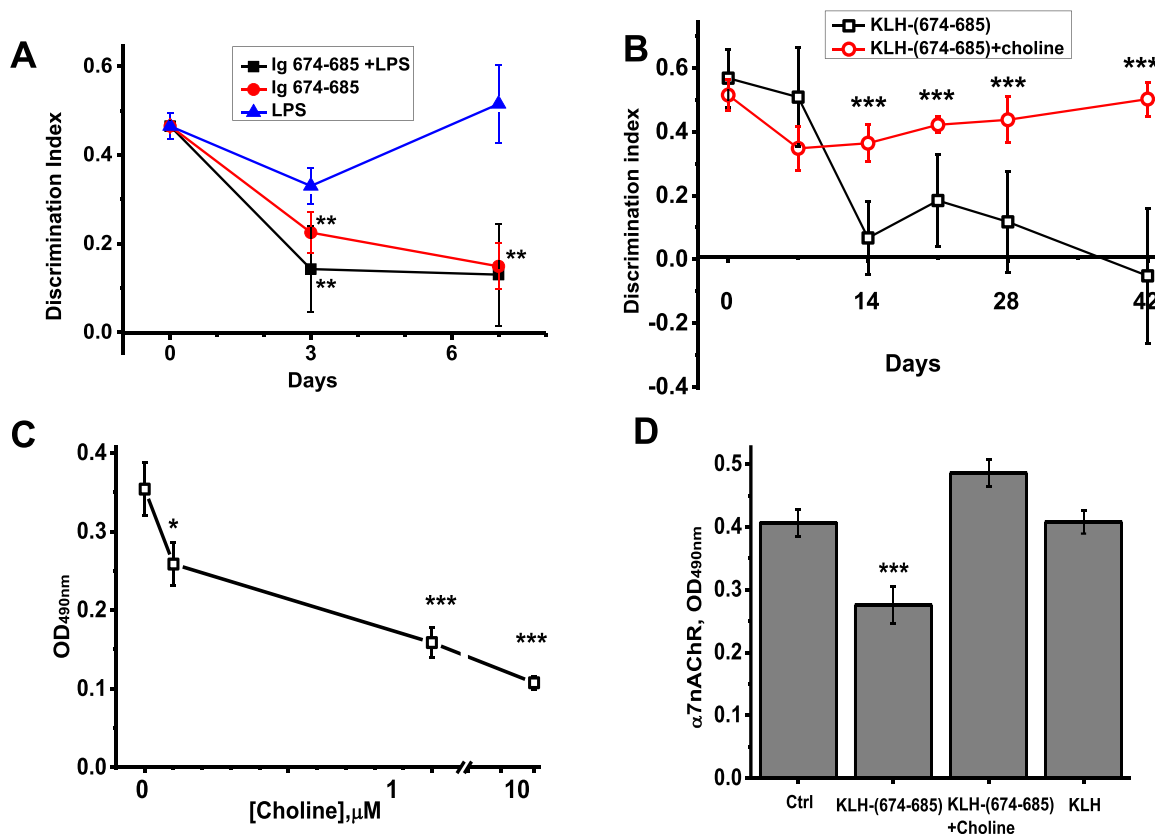 A
Ig 674-685 +LPS
Ig 674-685
LPS
0.6
0.4
0.2
0.0
Discrimination Index
**
**
**
0
3
6
Days
B
KLH-(674-685)
KLH-(674-685)+choline
0.6
0.4
0.2
0.0
-0.2
-0.4
Discrimination index
***
***
***
***
0
14
28
42
Days
C
0.4
0.3
0.2
0.1
0.0
OD490nm
*
***
***
0
1
10
[Choline],μM
D
0.5
0.4
0.3
0.2
0.1
0.0
α7nAChR, OD490nm
***
Ctrl
KLH-(674-685)
KLH-(674-685)
+Choline
KLH